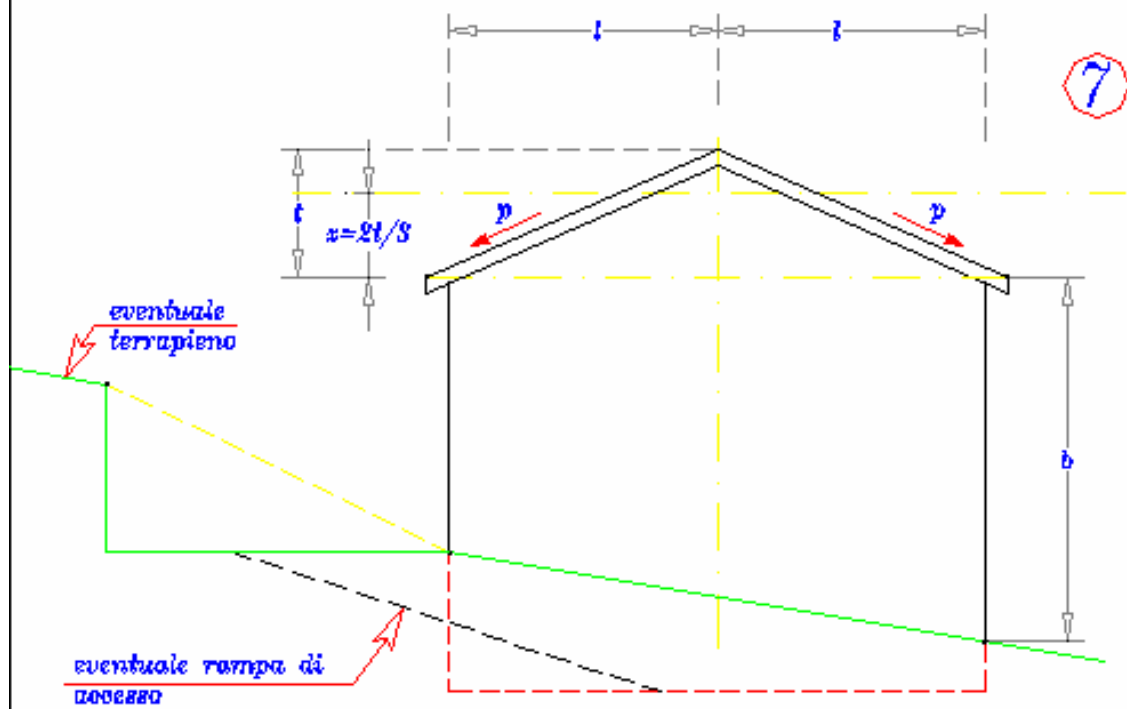 l
l
7
t
x=2t/3
p
p
eventuale
terrapieno
h
eventuale rampa di
accesso